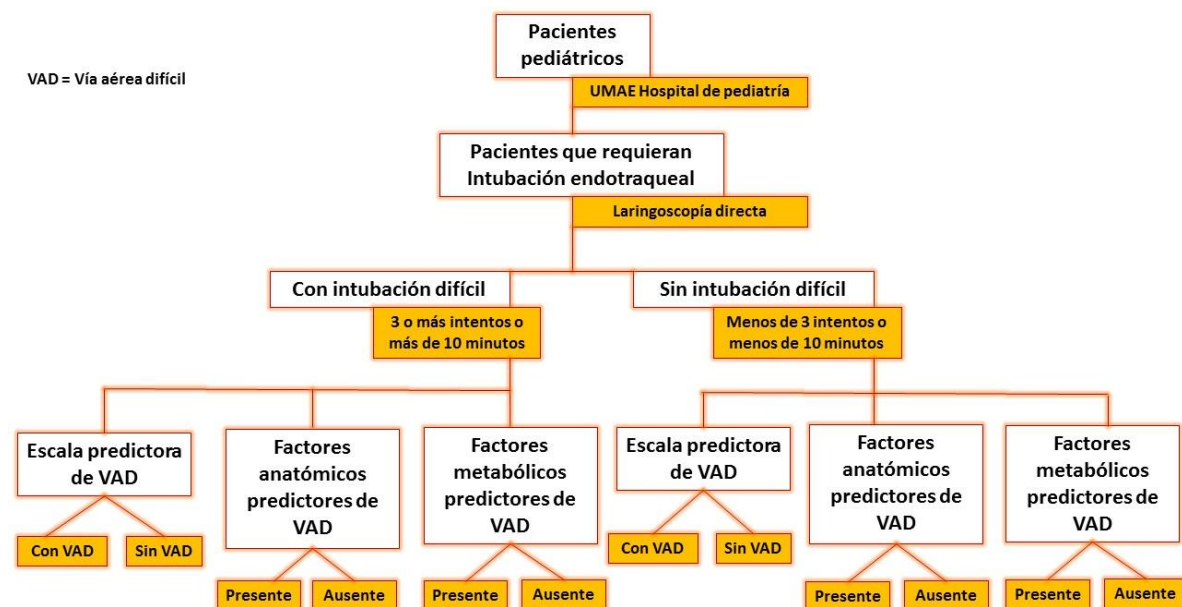 Pacientes
pediátricos
VAD = Vía aérea difícil
UMAE Hospital de pediatría
Pacientes que requieran
Intubación endotraqueal
Laringoscopía directa
Con intubación difícil
3 o más intentos o
más de 10 minutos
Sin intubación difícil
Menos de 3 intentos o
menos de 10 minutos
Escala predictora
de VAD
Con VAD
Sin VAD
Factores
anatómicos
predictores de
VAD
Presente
Ausente
Factores
metabólicos
predictores de
VAD
Presente
Ausente
Escala predictora
de VAD
Con VAD
Sin VAD
Factores
anatómicos
predictores de
VAD
Presente
Ausente
Factores
metabólicos
predictores de
VAD
Presente
Ausente